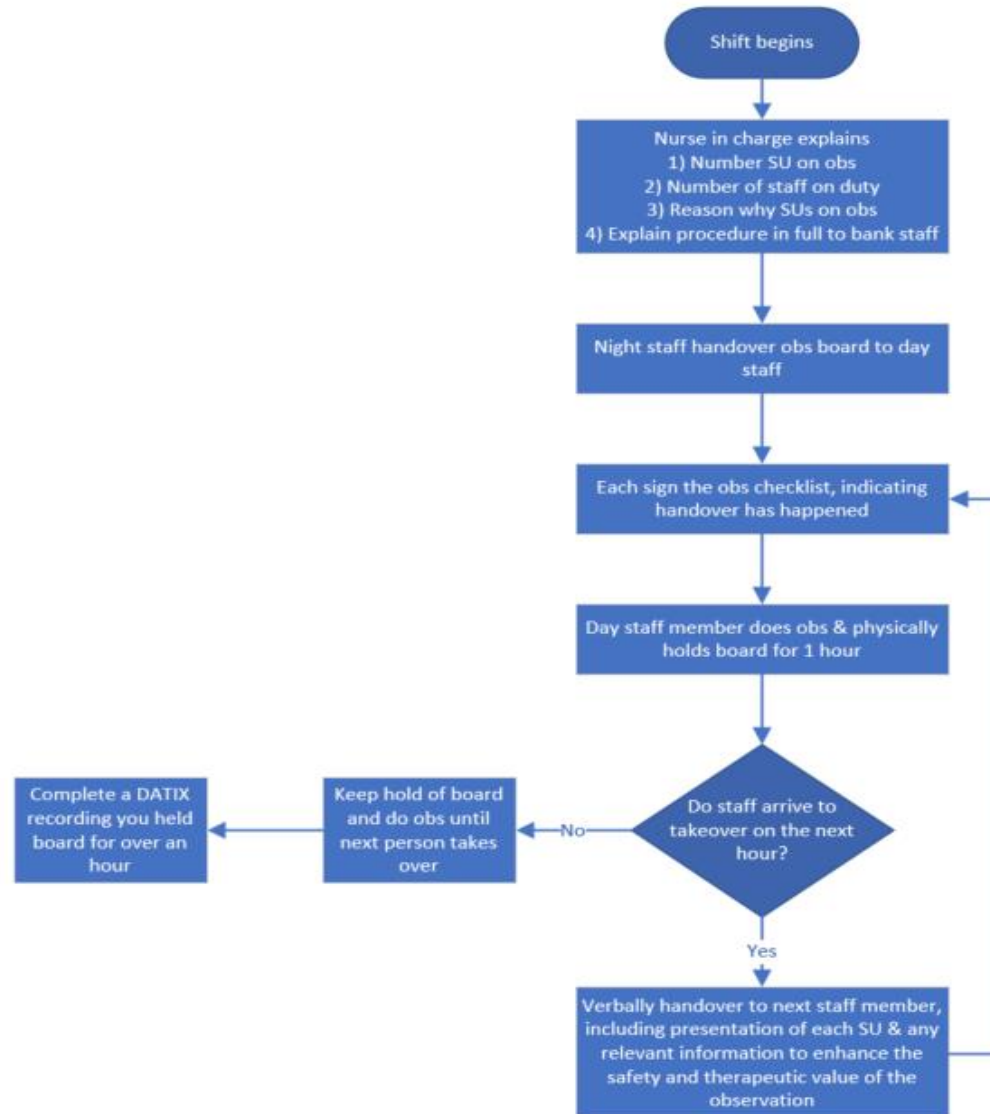 Shift begins
Nurse in charge explains
1) Number SU on obs
2) Number of staff on duty
3) Reason why SUs on obs
4) Explain procedure in full to bank staff
Night staff handover obs board to day
staff
Each sign the obs checklist, indicating
handover has happened
Day staff member does obs & physically
holds board for 1 hour
Do staff arrive to
takeover on the next
hour?
No
Keep hold of board
and do obs until
next person takes
over
Complete a DATIX
recording you held
board for over an
hour
Yes
Verbally handover to next staff member,
including presentation of each SU & any
relevant information to enhance the
safety and therapeutic value of the
observation